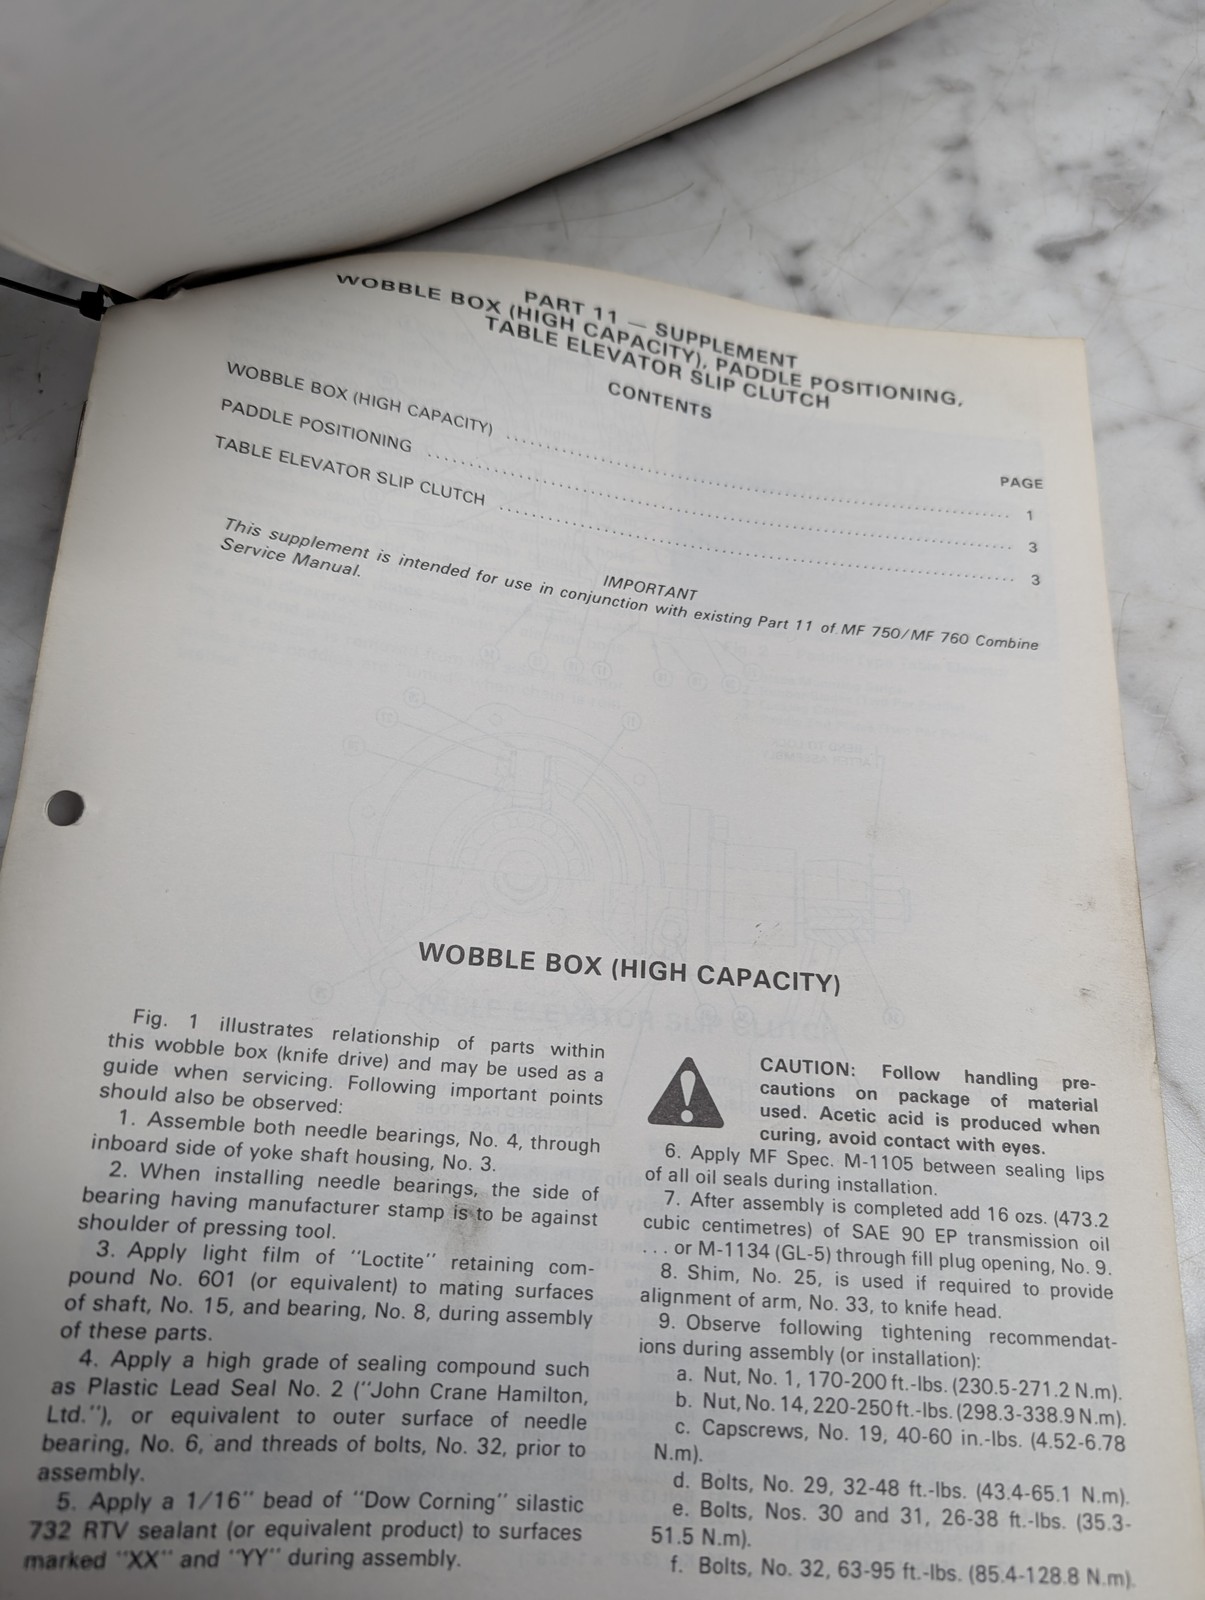 PART 11 — SUPPLEMENT
WOBBLE BOX (HIGH CAPACITY), PADDLE POSITIONING,
TABLE ELEVATOR SLIP CLUTCH
CONTENTS
PAGE
WOBBLE BOX (HIGH CAPACITY) .......... 1
PADDLE POSITIONING .......... 3
TABLE ELEVATOR SLIP CLUTCH .......... 3
IMPORTANT
This supplement is intended for use in conjunction with existing Part 11 of MF 750/MF 760 Combine
Service Manual.
WOBBLE BOX (HIGH CAPACITY)
Fig. 1 illustrates relationship of parts within
this wobble box (knife drive) and may be used as a
guide when servicing. Following important points
should also be observed:
1. Assemble both needle bearings, No. 4, through
inboard side of yoke shaft housing, No. 3.
2. When installing needle bearings, the side of
bearing having manufacturer stamp is to be against
shoulder of pressing tool.
3. Apply light film of "Loctite" retaining com-
pound No. 601 (or equivalent) to mating surfaces
of shaft, No. 15, and bearing, No. 8, during assembly
of these parts.
4. Apply a high grade of sealing compound such
as Plastic Lead Seal No. 2 ("John Crane Hamilton,
Ltd."), or equivalent to outer surface of needle
bearing, No. 6, and threads of bolts, No. 32, prior to
assembly.
5. Apply a 1/16" bead of "Dow Corning" silastic
732 RTV sealant (or equivalent product) to surfaces
marked "XX" and "YY" during assembly.
CAUTION: Follow handling pre-
cautions on package of material
used. Acetic acid is produced when
curing, avoid contact with eyes.
6. Apply MF Spec. M-1105 between sealing lips
of all oil seals during installation.
7. After assembly is completed add 16 ozs. (473.2
cubic centimetres) of SAE 90 EP transmission oil
... or M-1134 (GL-5) through fill plug opening, No. 9.
8. Shim, No. 25, is used if required to provide
alignment of arm, No. 33, to knife head.
9. Observe following tightening recommendat-
ions during assembly (or installation):
a. Nut, No. 1, 170-200 ft.-lbs. (230.5-271.2 N.m).
b. Nut, No. 14, 220-250 ft.-lbs. (298.3-338.9 N.m).
c. Capscrews, No. 19, 40-60 in.-lbs. (4.52-6.78
N.m).
d. Bolts, No. 29, 32-48 ft.-lbs. (43.4-65.1 N.m).
e. Bolts, Nos. 30 and 31, 26-38 ft.-lbs. (35.3-
51.5 N.m).
f. Bolts, No. 32, 63-95 ft.-lbs. (85.4-128.8 N.m).